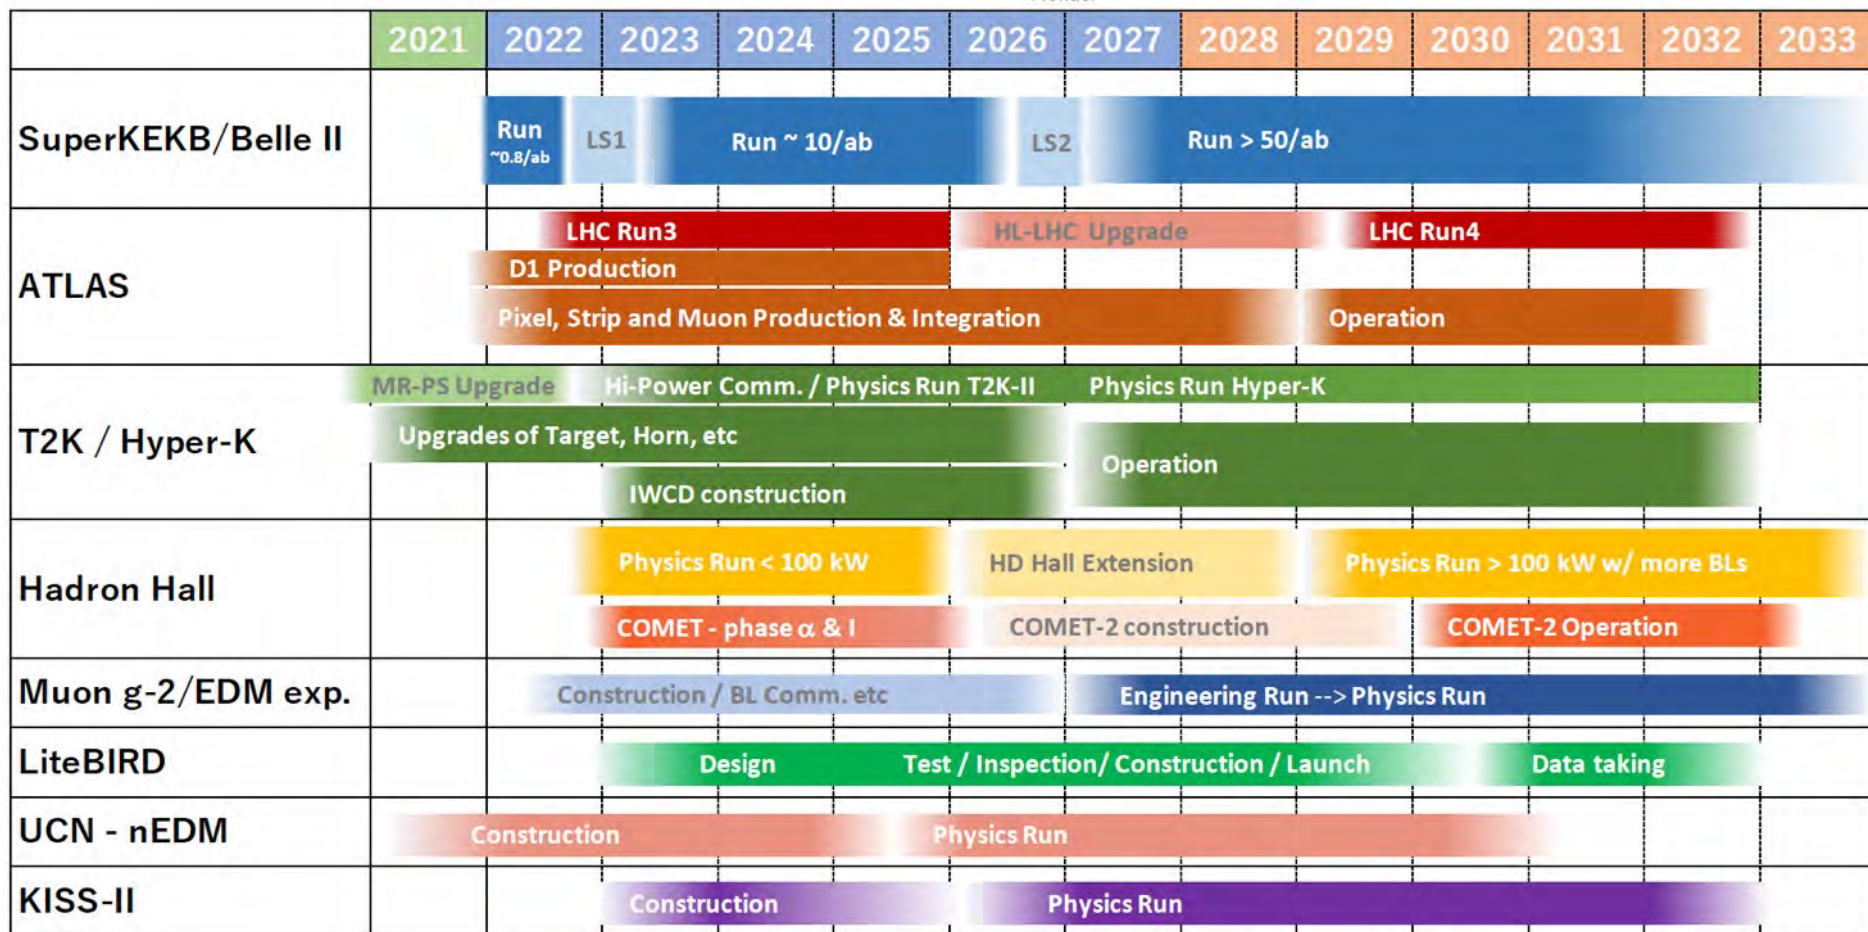 2021 2022 2023 2024 2025 2026 2027 2028 2029 2030 2031 2032 2033
SuperKEKB/Belle II
Run
~0.8/ab
LS1
Run ~ 10/ab
LS2
Run > 50/ab
ATLAS
LHC Run3
HL-LHC Upgrade
LHC Run4
D1 Production
Pixel, Strip and Muon Production & Integration
Operation
T2K / Hyper-K
MR-PS Upgrade
Hi-Power Comm. / Physics Run T2K-II
Physics Run Hyper-K
Upgrades of Target, Horn, etc
Operation
IWCD construction
Hadron Hall
Physics Run < 100 kW
HD Hall Extension
Physics Run > 100 kW w/ more BLs
COMET - phase α & I
COMET-2 construction
COMET-2 Operation
Muon g-2/EDM exp.
Construction / BL Comm. etc
Engineering Run --> Physics Run
LiteBIRD
Design
Test / Inspection/ Construction / Launch
Data taking
UCN - nEDM
Construction
Physics Run
KISS-II
Construction
Physics Run